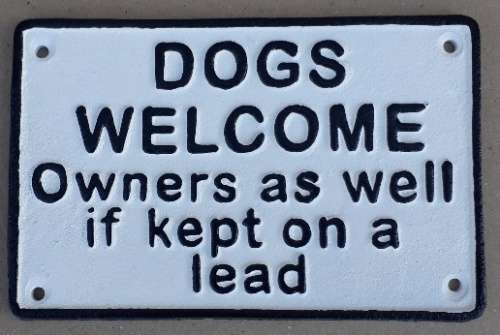 DOGS
WELCOME
Owners as well
if kept on a
lead